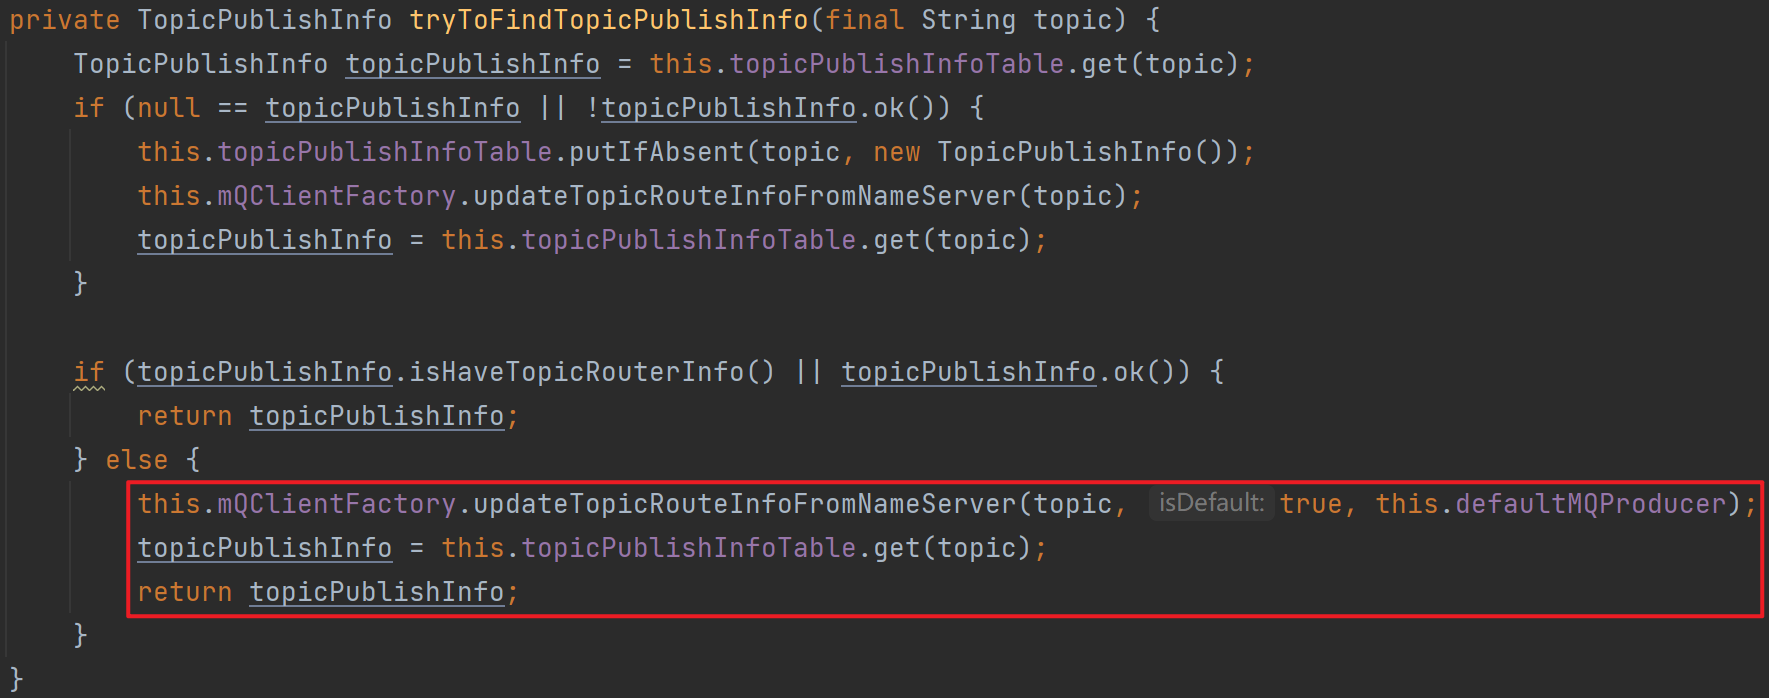 private TopicPublishInfo tryToFindTopicPublishInfo(final String topic) {
    TopicPublishInfo topicPublishInfo = this.topicPublishInfoTable.get(topic);
    if (null == topicPublishInfo || !topicPublishInfo.ok()) {
        this.topicPublishInfoTable.putIfAbsent(topic, new TopicPublishInfo());
        this.mQClientFactory.updateTopicRouteInfoFromNameServer(topic);
        topicPublishInfo = this.topicPublishInfoTable.get(topic);
    }

    if (topicPublishInfo.isHaveTopicRouterInfo() || topicPublishInfo.ok()) {
        return topicPublishInfo;
    } else {
        this.mQClientFactory.updateTopicRouteInfoFromNameServer(topic, isDefault: true, this.defaultMQProducer);
        topicPublishInfo = this.topicPublishInfoTable.get(topic);
        return topicPublishInfo;
    }
}